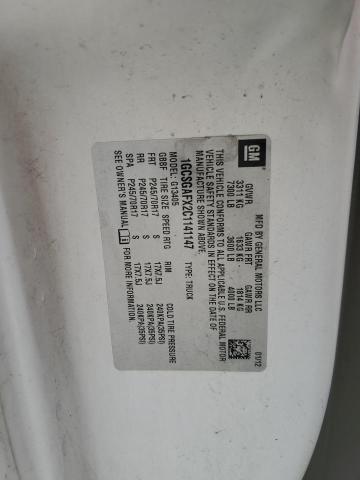 GM
MFD BY GENERAL MOTORS LLC 01/12
GVWR GAWR FRT GAWR RR
3311 KG 1633 KG 1814 KG
7300 LB 3600 LB 4000 LB
THIS VEHICLE CONFORMS TO ALL APPLICABLE U.S. FEDERAL MOTOR
VEHICLE SAFETY STANDARDS IN EFFECT ON THE DATE OF
MANUFACTURE SHOWN ABOVE.
1GCSGAFX2C1141147 TYPE: TRUCK
MODEL: G13405
G8BF TIRE SIZE SPEED RTG RIM COLD TIRE PRESSURE
FRT P245/70R17 S 17X7.5J 240KPA(35PSI)
RR P245/70R17 S 17X7.5J 240KPA(35PSI)
SPA P245/70R17 S 17X7.5J 240KPA(35PSI)
SEE OWNER'S MANUAL FOR MORE INFORMATION.